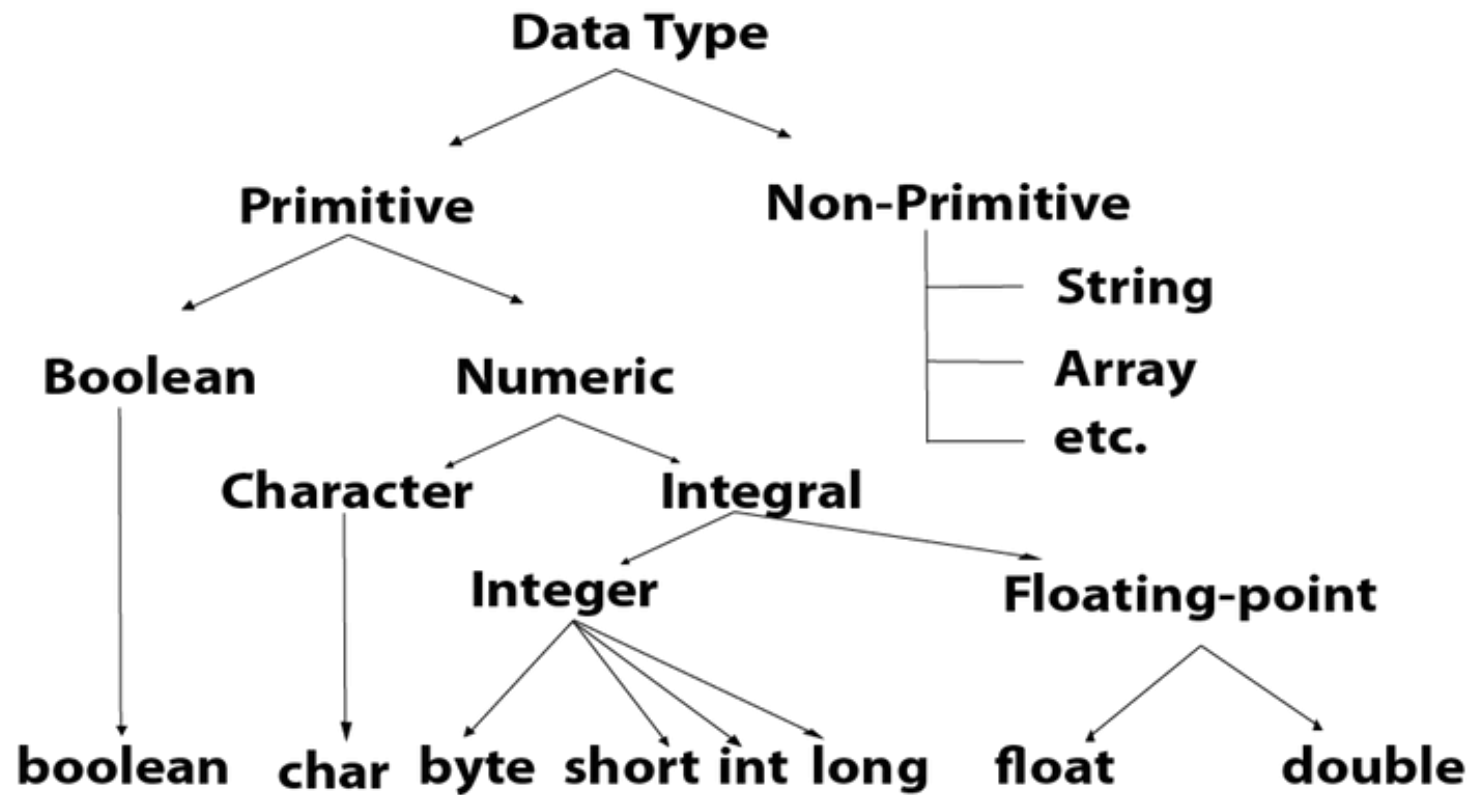 Data Type
Primitive
Non-Primitive
String
Array
etc.
Boolean
Numeric
Character
Integral
Integer
Floating-point
boolean
char
byte
short
int
long
float
double